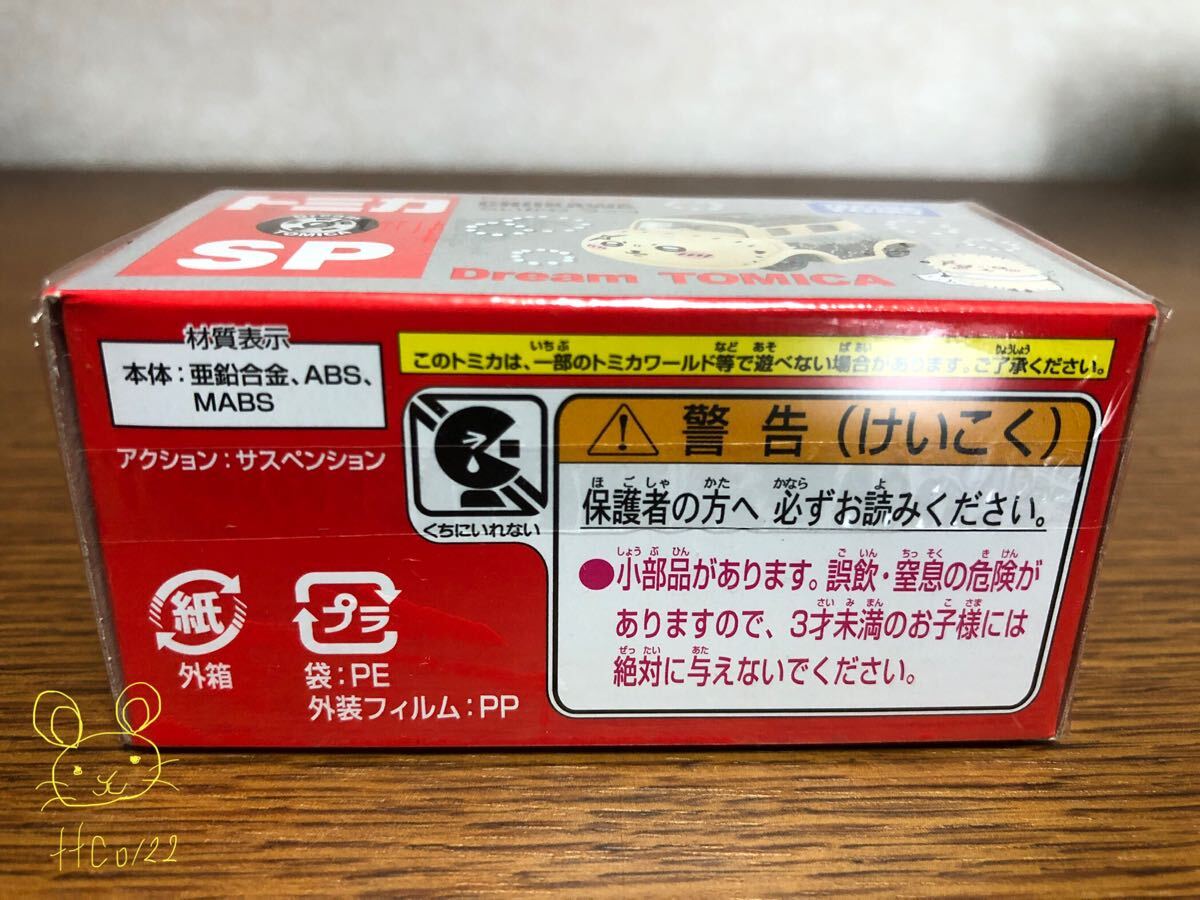 トミカ
TOMICA
SP
CHIIKAWA
Dream TOMICA
材質表示
本体：亜鉛合金、ABS、
MABS
アクション：サスペンション
このトミカは、一部のトミカワールド等で遊べない場合があります。ご了承ください。
くちにいれない
警告（けいこく）
保護者の方へ 必ずお読みください。
●小部品があります。誤飲・窒息の危険が
ありますので、3才未満のお子様には
絶対に与えないでください。
紙
外箱
プラ
袋：PE
外装フィルム：PP
HCo122